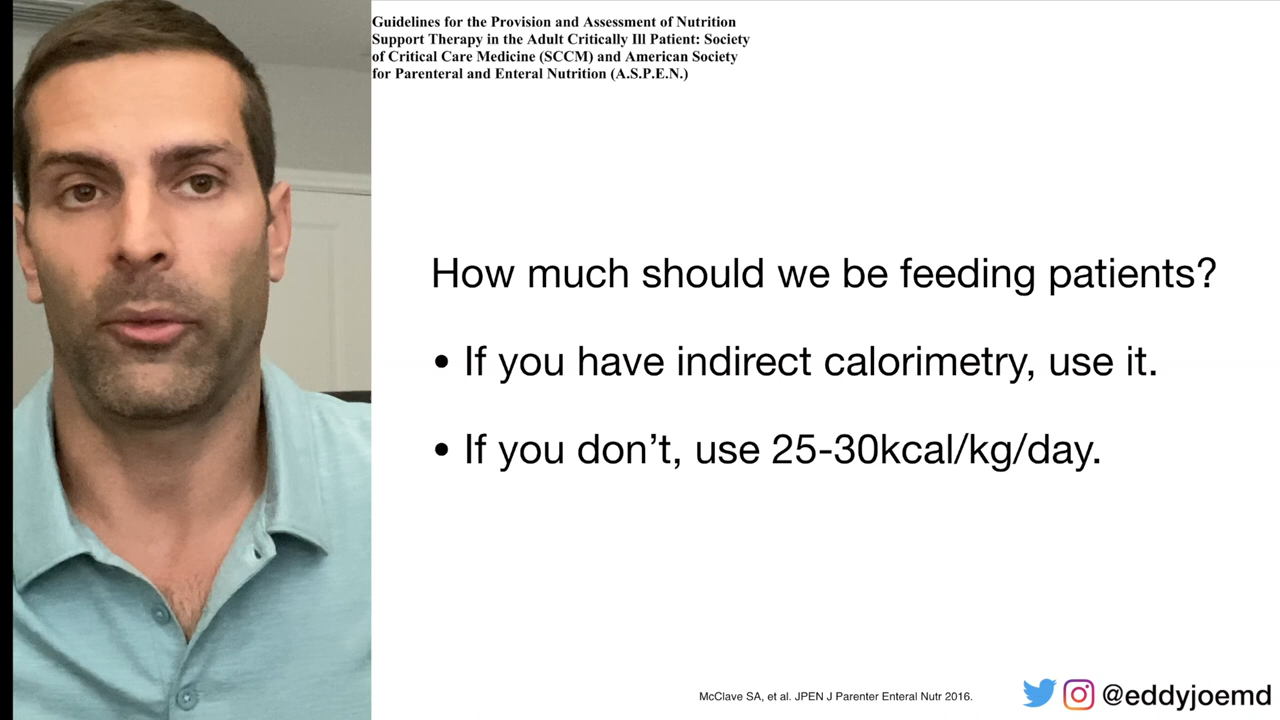 Guidelines for the Provision and Assessment of Nutrition
Support Therapy in the Adult Critically Ill Patient: Society
of Critical Care Medicine (SCCM) and American Society
for Parenteral and Enteral Nutrition (A.S.P.E.N.)
How much should we be feeding patients?
• If you have indirect calorimetry, use it.
• If you don’t, use 25-30kcal/kg/day.
McClave SA, et al. JPEN J Parenter Enteral Nutr 2016.
@eddyjoemd